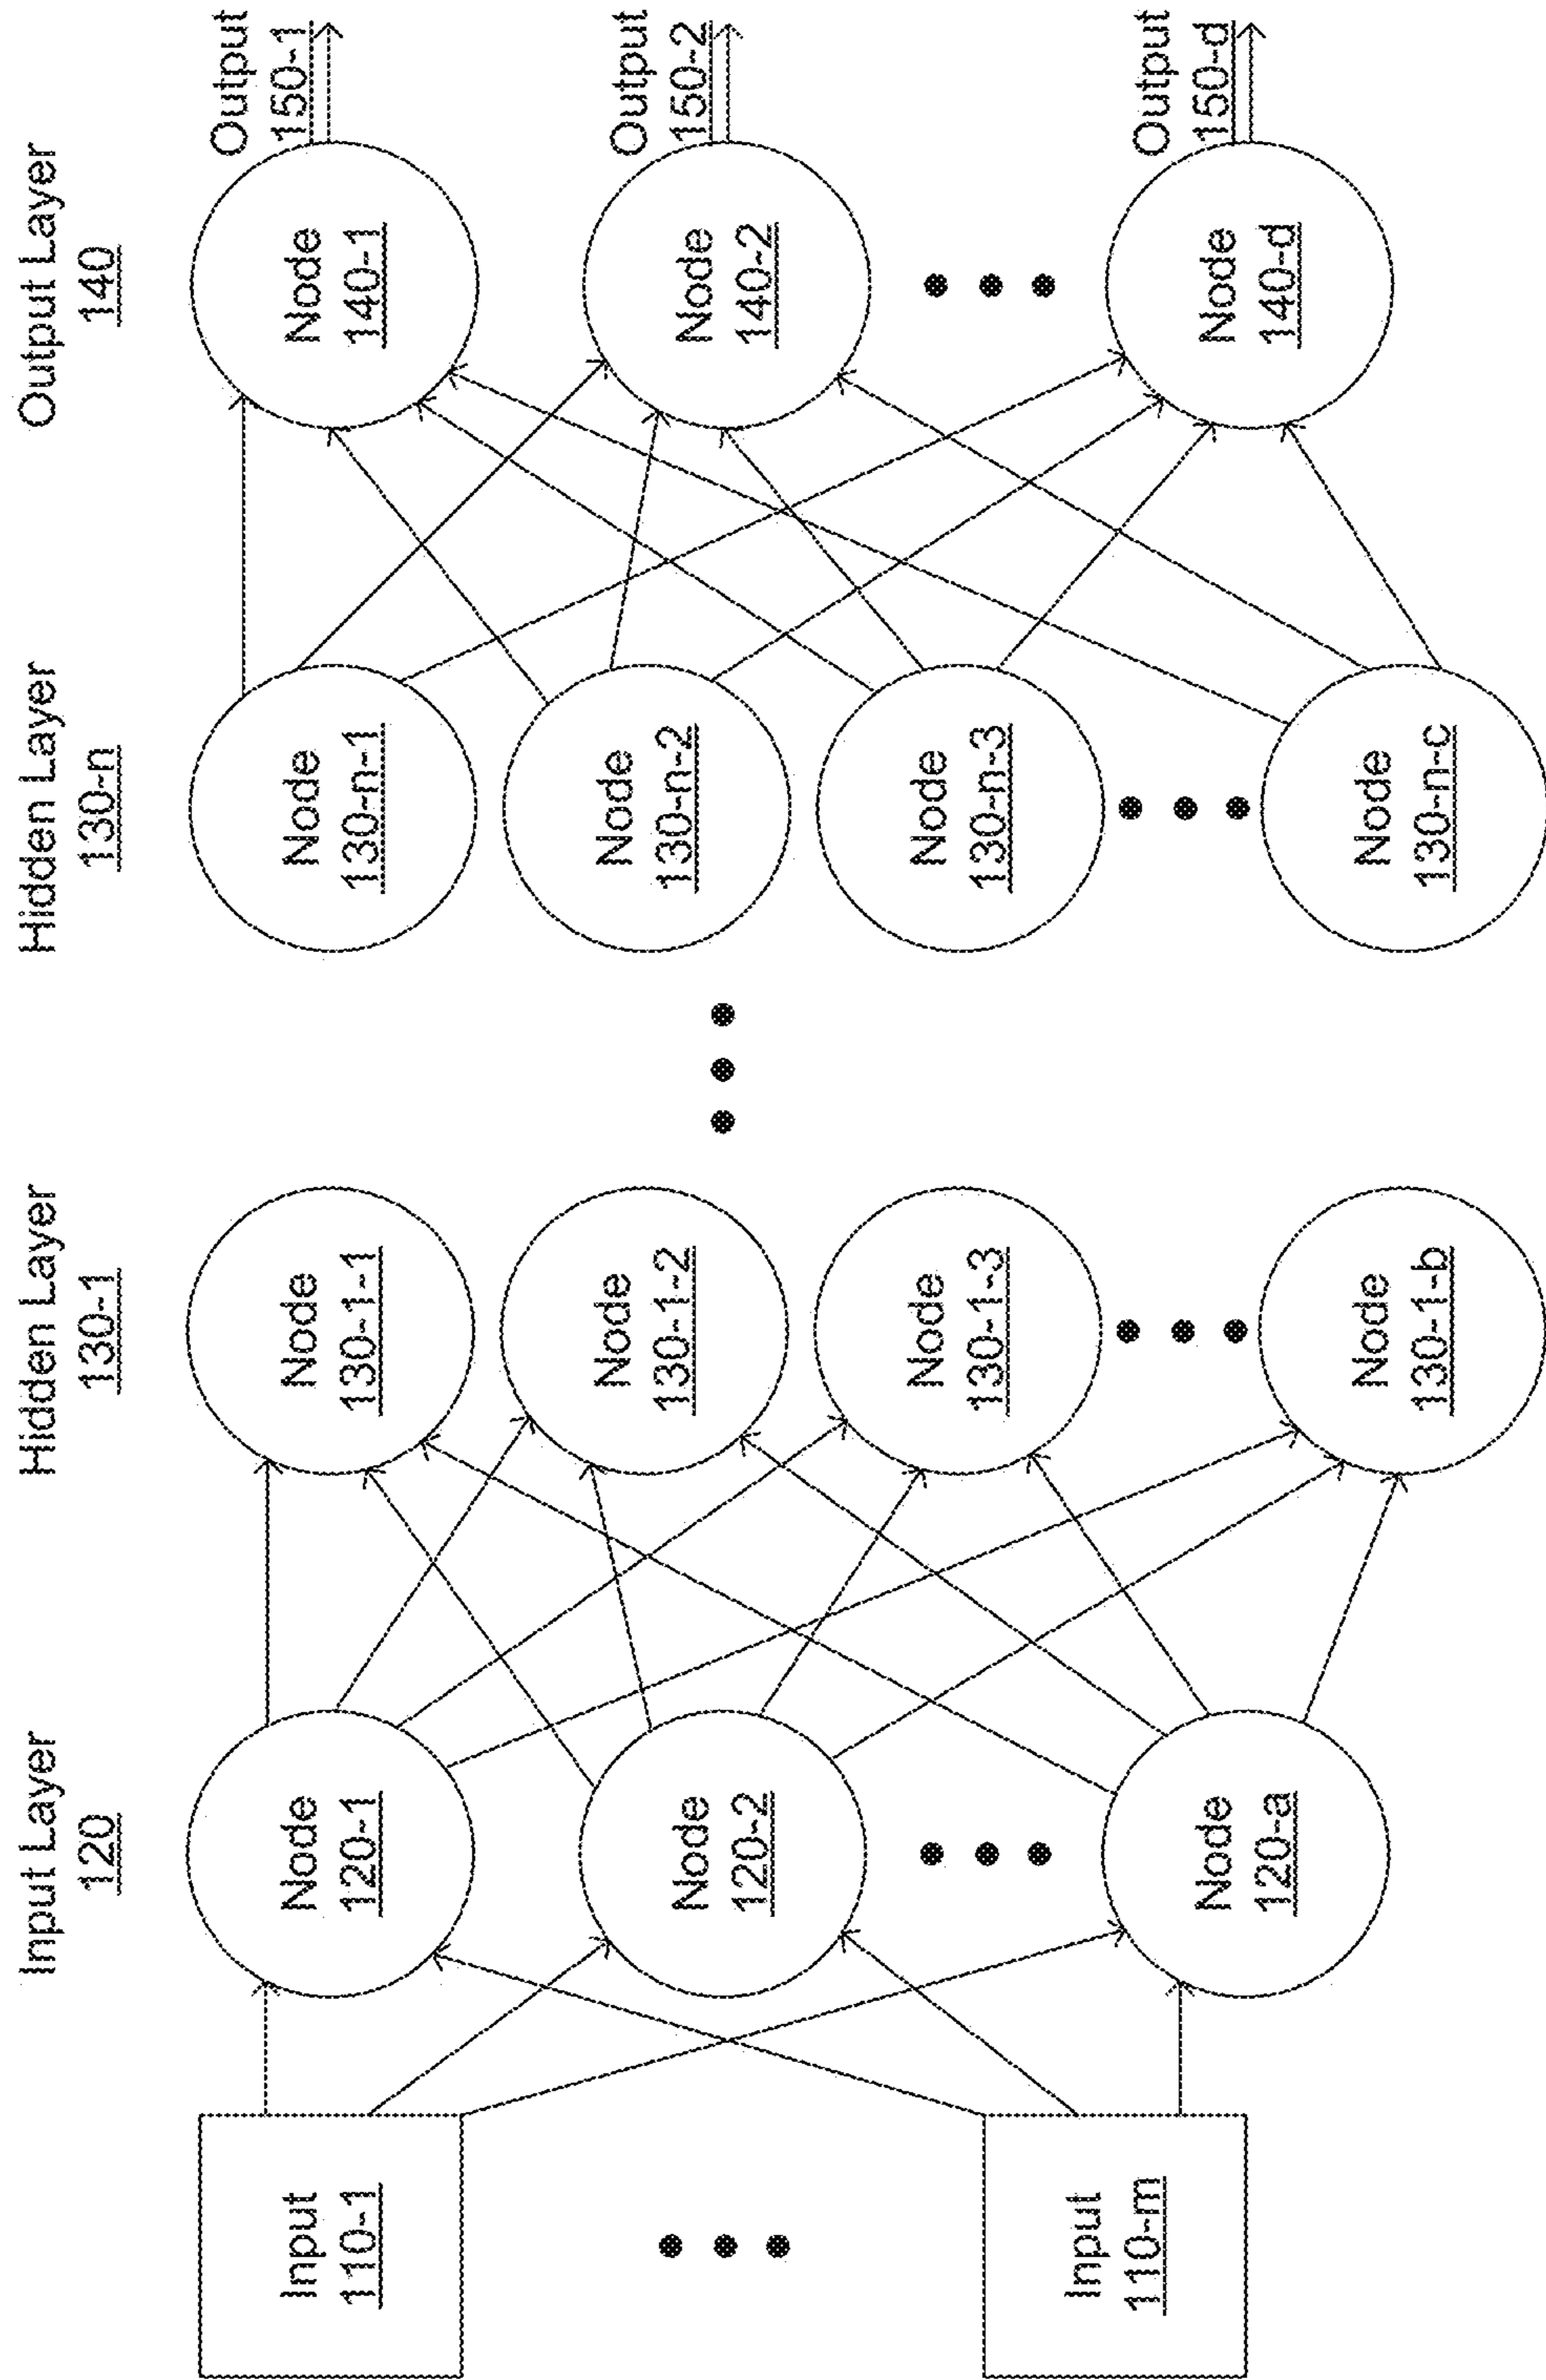 Input Layer
120
Hidden Layer
130-1
Hidden Layer
130-n
Output Layer
140
Input
110-1
Input
110-m
Node
120-1
Node
120-2
Node
120-a
Node
130-1-1
Node
130-1-2
Node
130-1-3
Node
130-1-b
Node
130-n-1
Node
130-n-2
Node
130-n-3
Node
130-n-c
Node
140-1
Node
140-2
Node
140-d
Output
150-1
Output
150-2
Output
150-d